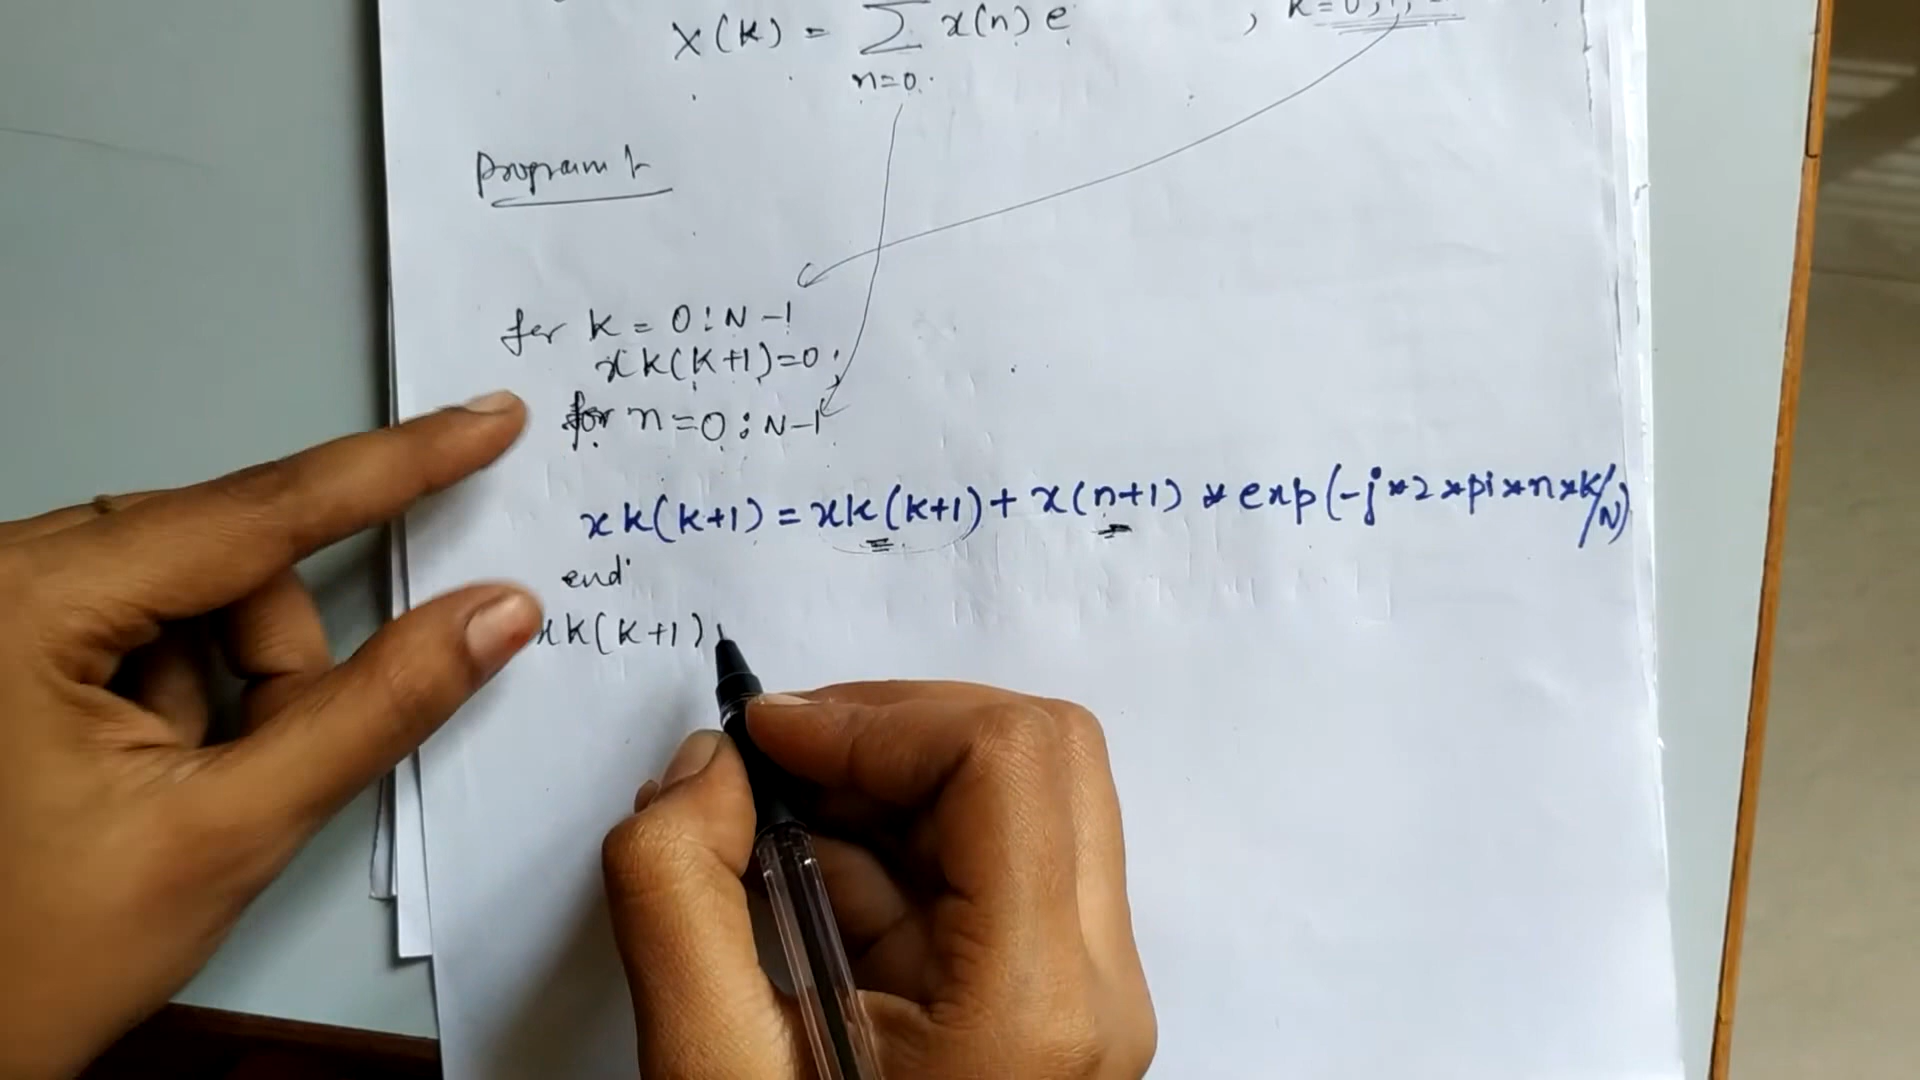 X(k) = ∑ x(n) e , k=0,1,
n=0
Program :-
for k = 0:N-1
xk(k+1)=0;
for n=0:N-1
xk(k+1) = xk(k+1) + x(n+1) * exp(-j*2*pi*n*k/N)
end
xk(k+1)